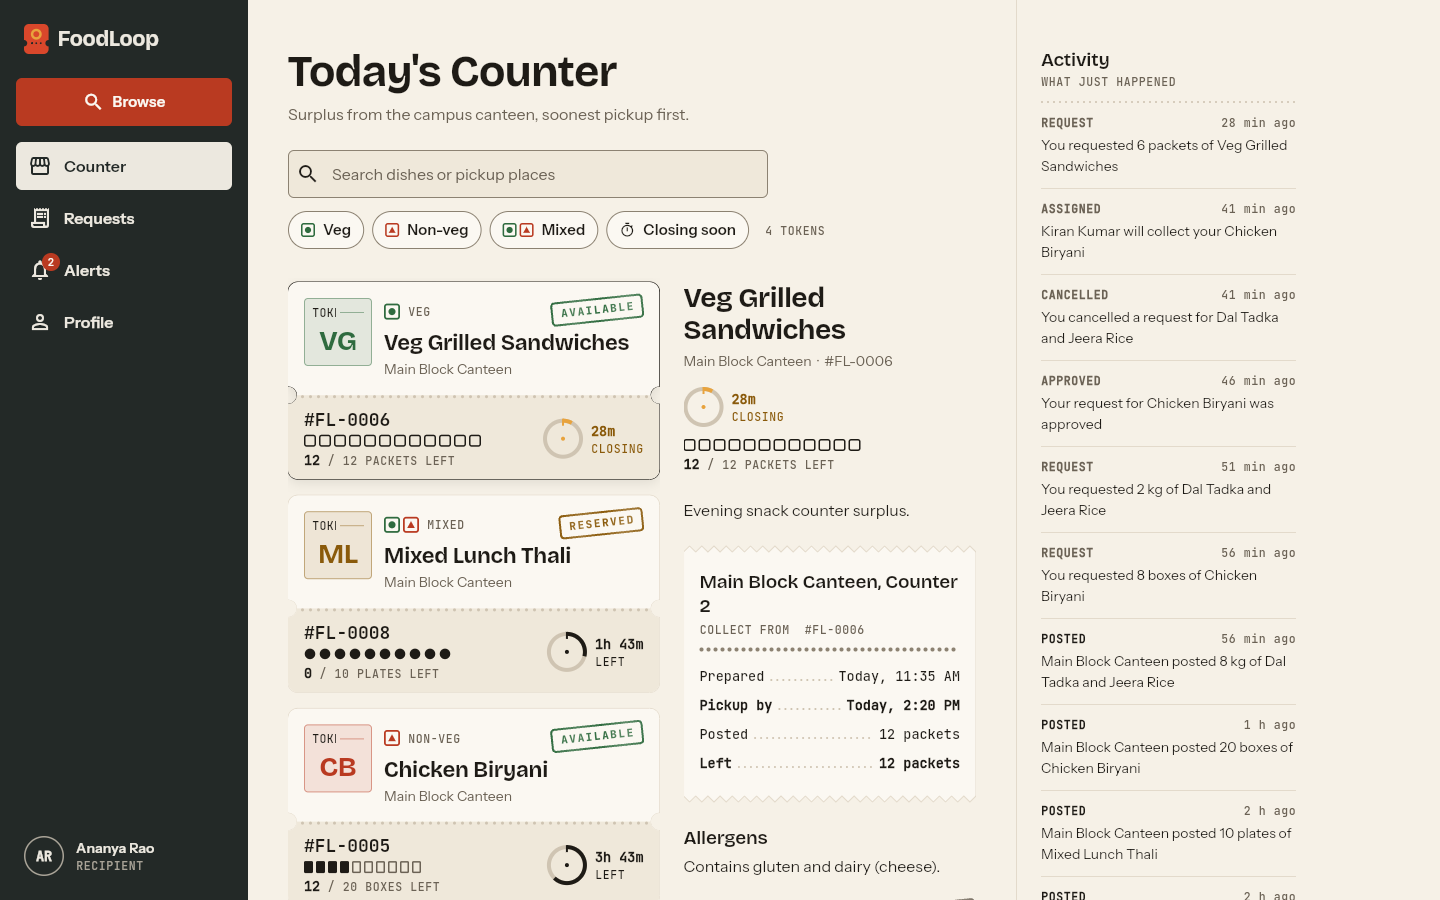 FoodLoop
Browse
Counter
Requests
2
Alerts
Profile
AR
Ananya Rao
RECIPIENT
Today's Counter
Surplus from the campus canteen, soonest pickup first.
Search dishes or pickup places
Veg
Non-veg
Mixed
Closing soon
4 TOKENS
TOK
VG
VEG
AVAILABLE
Veg Grilled Sandwiches
Main Block Canteen
#FL-0006
12 / 12 PACKETS LEFT
28m
CLOSING
TOK
ML
MIXED
RESERVED
Mixed Lunch Thali
Main Block Canteen
#FL-0008
0 / 10 PLATES LEFT
1h 43m
LEFT
TOK
CB
NON-VEG
AVAILABLE
Chicken Biryani
Main Block Canteen
#FL-0005
12 / 20 BOXES LEFT
3h 43m
LEFT
Veg Grilled
Sandwiches
Main Block Canteen · #FL-0006
28m
CLOSING
12 / 12 PACKETS LEFT
Evening snack counter surplus.
Main Block Canteen, Counter
2
COLLECT FROM #FL-0006
Prepared .......... Today, 11:35 AM
Pickup by .......... Today, 2:20 PM
Posted .................. 12 packets
Left ..................... 12 packets
Allergens
Contains gluten and dairy (cheese).
Activity
WHAT JUST HAPPENED
REQUEST 28 min ago
You requested 6 packets of Veg Grilled
Sandwiches
ASSIGNED 41 min ago
Kiran Kumar will collect your Chicken
Biryani
CANCELLED 41 min ago
You cancelled a request for Dal Tadka
and Jeera Rice
APPROVED 46 min ago
Your request for Chicken Biryani was
approved
REQUEST 51 min ago
You requested 2 kg of Dal Tadka and
Jeera Rice
REQUEST 56 min ago
You requested 8 boxes of Chicken
Biryani
POSTED 56 min ago
Main Block Canteen posted 8 kg of Dal
Tadka and Jeera Rice
POSTED 1 h ago
Main Block Canteen posted 20 boxes of
Chicken Biryani
POSTED 2 h ago
Main Block Canteen posted 10 plates of
Mixed Lunch Thali
POSTED 2 h ago